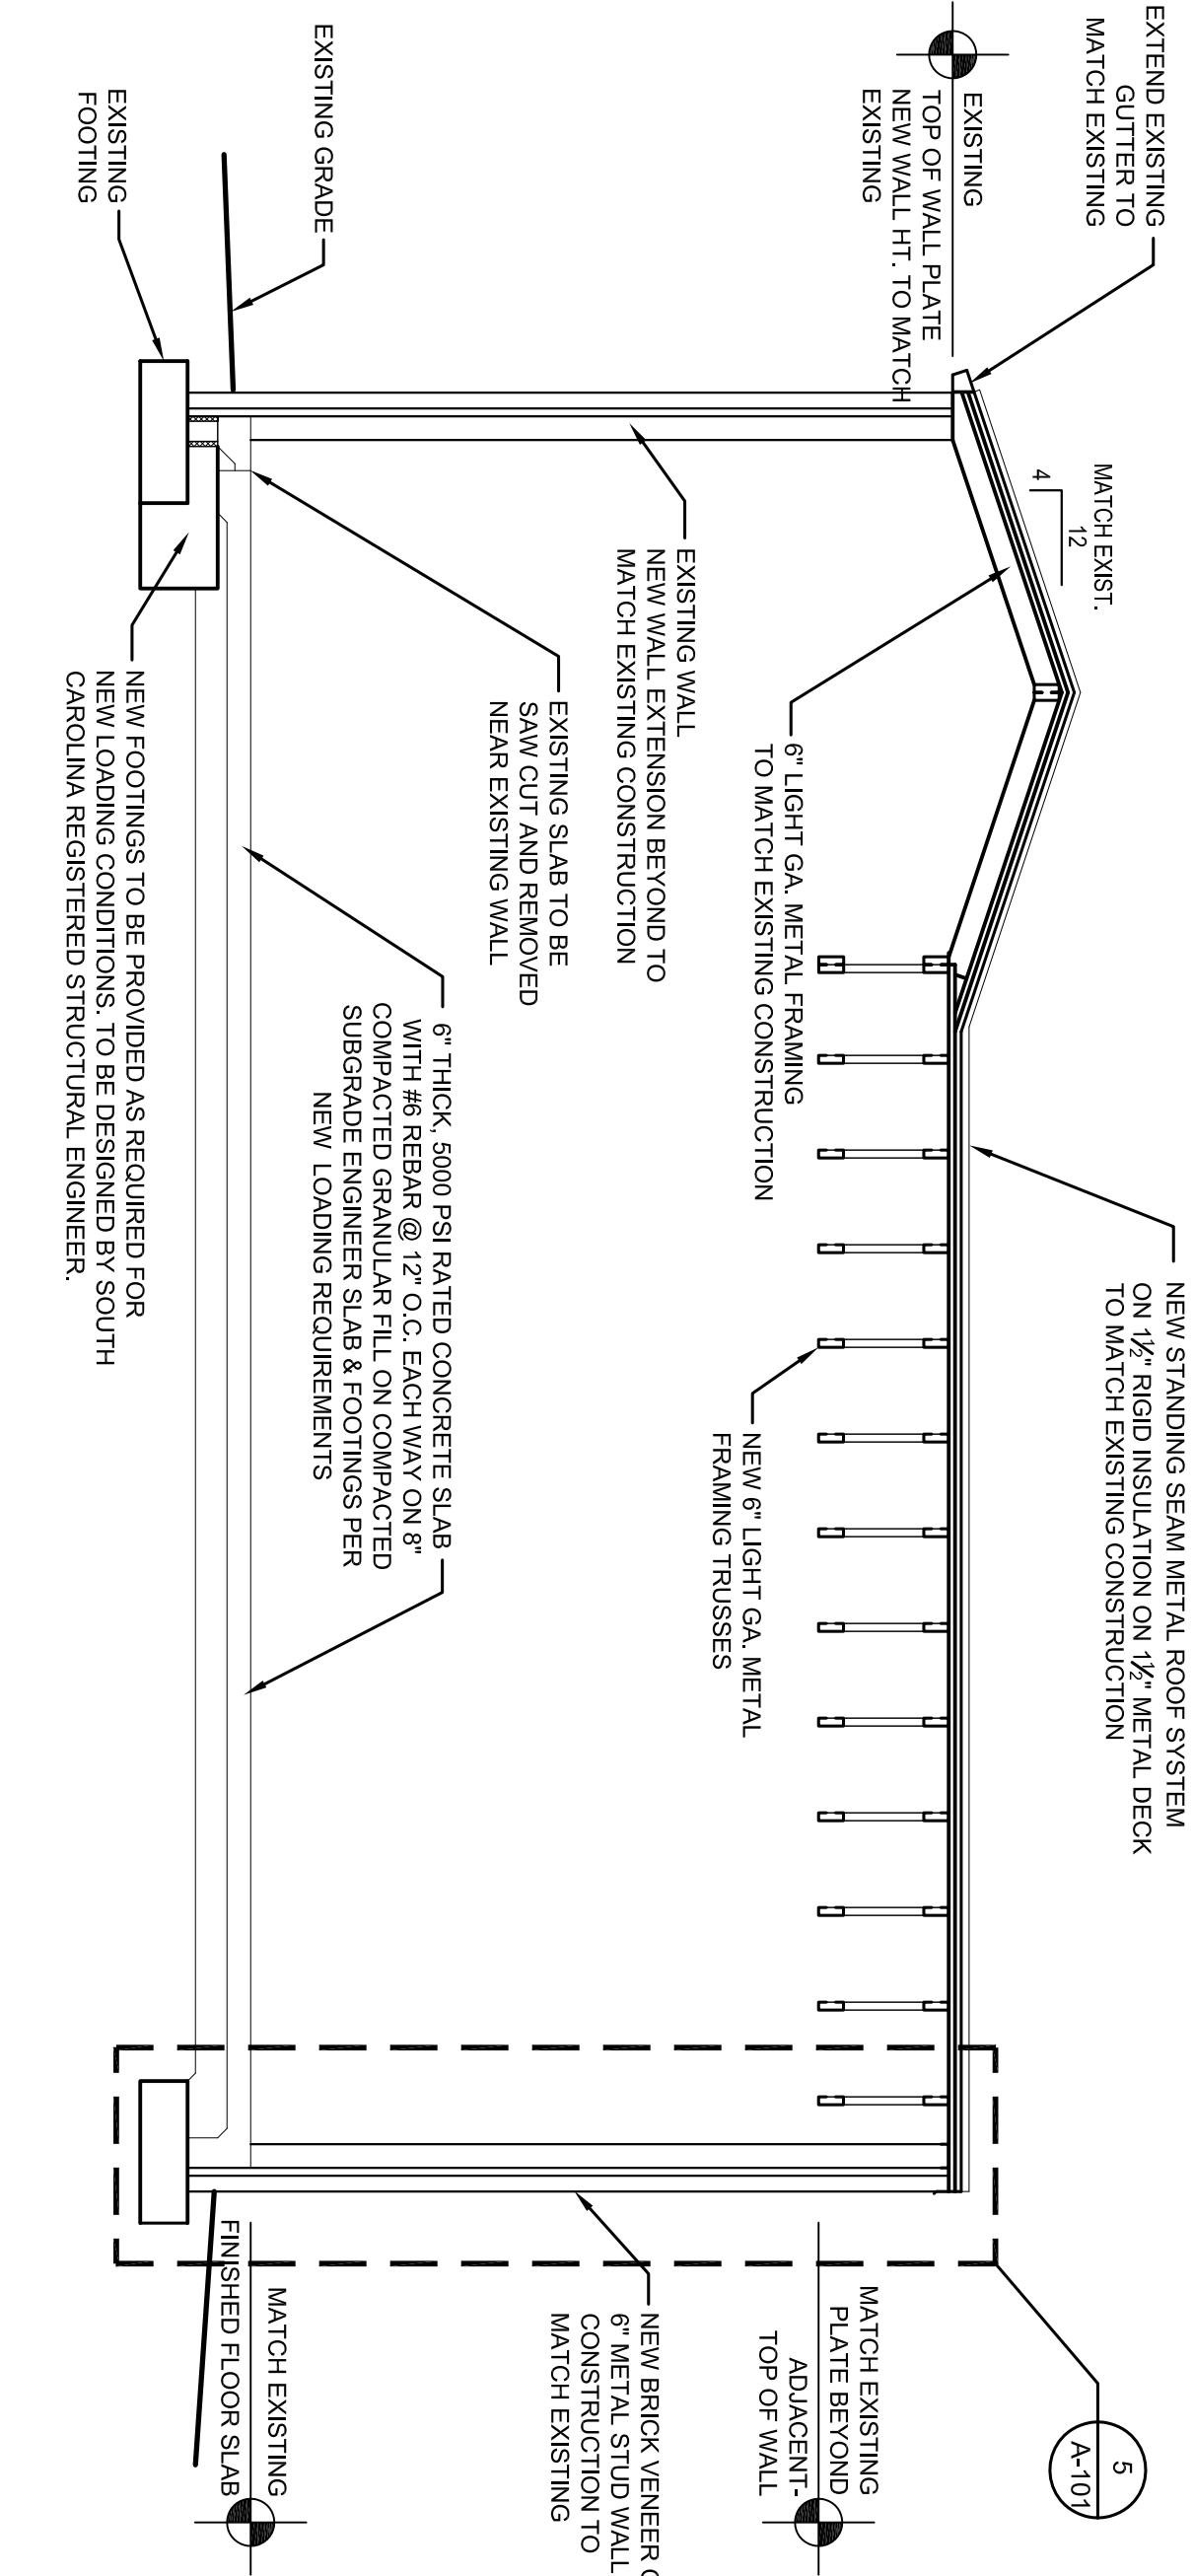 EXTEND EXISTING
GUTTER TO
MATCH EXISTING
EXISTING
TOP OF WALL PLATE
NEW WALL HT. TO MATCH
EXISTING
EXISTING GRADE
EXISTING
FOOTING
MATCH EXIST.
12
4
6" LIGHT GA. METAL FRAMING
TO MATCH EXISTING CONSTRUCTION
EXISTING WALL
NEW WALL EXTENSION BEYOND TO
MATCH EXISTING CONSTRUCTION
EXISTING SLAB TO BE
SAW CUT AND REMOVED
NEAR EXISTING WALL
6" THICK, 5000 PSI RATED CONCRETE SLAB
WITH #6 REBAR @ 12" O.C. EACH WAY ON 8"
COMPACTED GRANULAR FILL ON COMPACTED
SUBGRADE ENGINEER SLAB & FOOTINGS PER
NEW LOADING REQUIREMENTS
NEW FOOTINGS TO BE PROVIDED AS REQUIRED FOR
NEW LOADING CONDITIONS. TO BE DESIGNED BY SOUTH
CAROLINA REGISTERED STRUCTURAL ENGINEER.
NEW STANDING SEAM METAL ROOF SYSTEM
ON 1½" RIGID INSULATION ON 1½" METAL DECK
TO MATCH EXISTING CONSTRUCTION
NEW 6" LIGHT GA. METAL
FRAMING TRUSSES
5
A-101
MATCH EXISTING
PLATE BEYOND
ADJACENT-
TOP OF WALL
NEW BRICK VENEER
6" METAL STUD WALL
CONSTRUCTION TO
MATCH EXISTING
MATCH EXISTING
FINISHED FLOOR SLAB